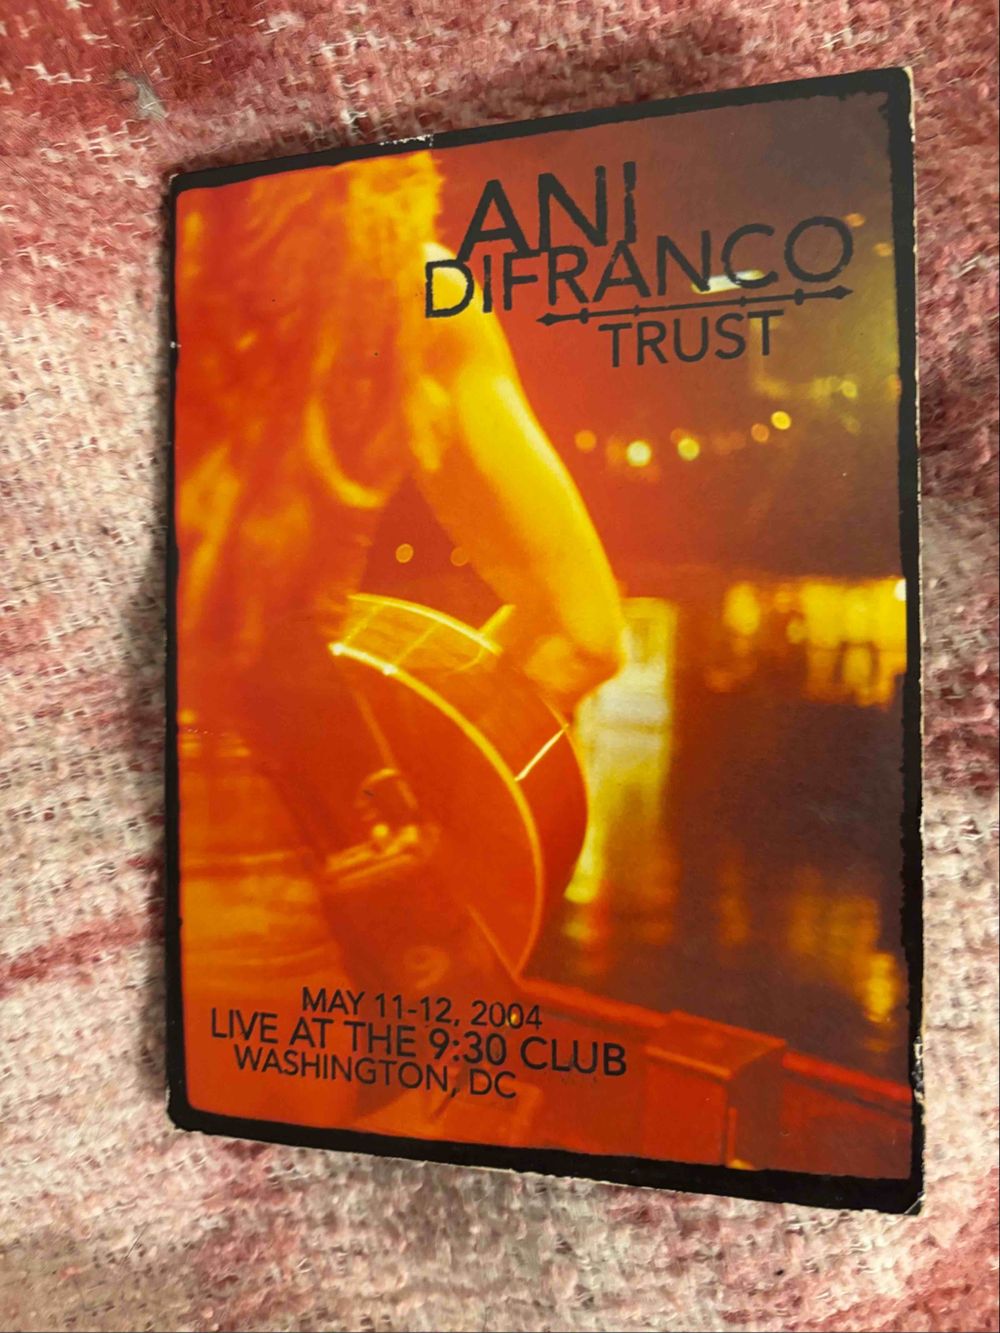 ANI
DIFRANCO
TRUST
MAY 11-12, 2004
LIVE AT THE 9:30 CLUB
WASHINGTON, DC